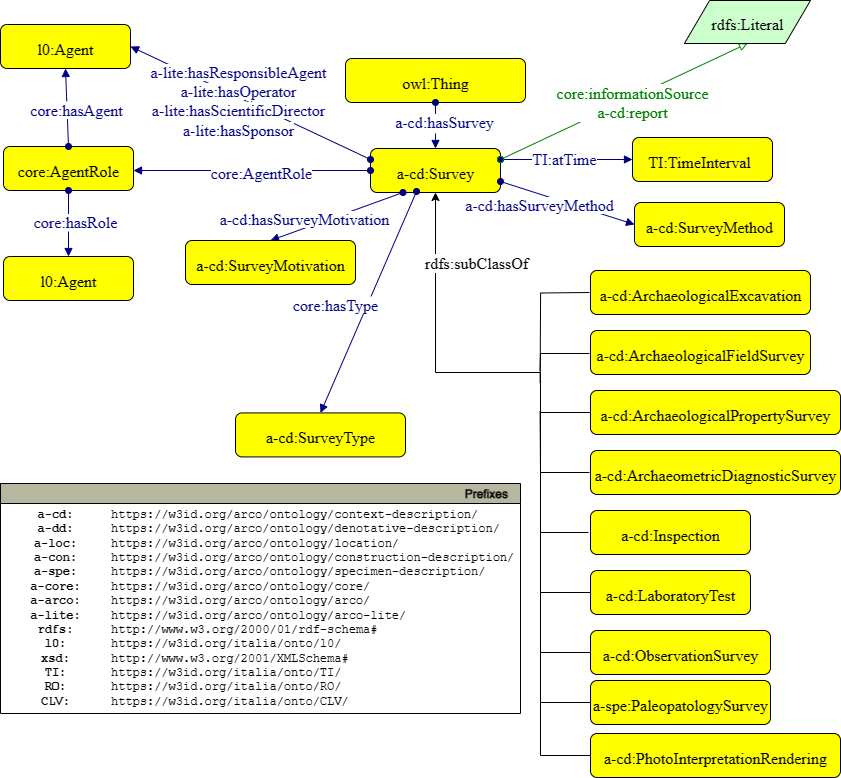 rdfs:Literal
l0:Agent
a-lite:hasResponsibleAgent
a-lite:hasOperator
a-lite:hasScientificDirector
a-lite:hasSponsor
owl:Thing
core:informationSource
a-cd:report
core:hasAgent
a-cd:hasSurvey
core:AgentRole
core:AgentRole
a-cd:Survey
TI:atTime
TI:TimeInterval
core:hasRole
a-cd:hasSurveyMotivation
a-cd:hasSurveyMethod
a-cd:SurveyMethod
l0:Agent
a-cd:SurveyMotivation
rdfs:subClassOf
core:hasType
a-cd:ArchaeologicalExcavation
a-cd:ArchaeologicalFieldSurvey
a-cd:ArchaeologicalPropertySurvey
a-cd:SurveyType
a-cd:ArchaeometricDiagnosticSurvey
a-cd:Inspection
a-cd:LaboratoryTest
a-cd:ObservationSurvey
a-spe:PaleopatologySurvey
a-cd:PhotoInterpretationRendering
Prefixes
a-cd: https://w3id.org/arco/ontology/context-description/
a-dd: https://w3id.org/arco/ontology/denotative-description/
a-loc: https://w3id.org/arco/ontology/location/
a-con: https://w3id.org/arco/ontology/construction-description/
a-spe: https://w3id.org/arco/ontology/specimen-description/
a-core: https://w3id.org/arco/ontology/core/
a-arco: https://w3id.org/arco/ontology/arco/
a-lite: https://w3id.org/arco/ontology/arco-lite/
rdfs: http://www.w3.org/2000/01/rdf-schema#
l0: https://w3id.org/italia/onto/l0/
xsd: http://www.w3.org/2001/XMLSchema#
TI: https://w3id.org/italia/onto/TI/
RO: https://w3id.org/italia/onto/RO/
CLV: https://w3id.org/italia/onto/CLV/